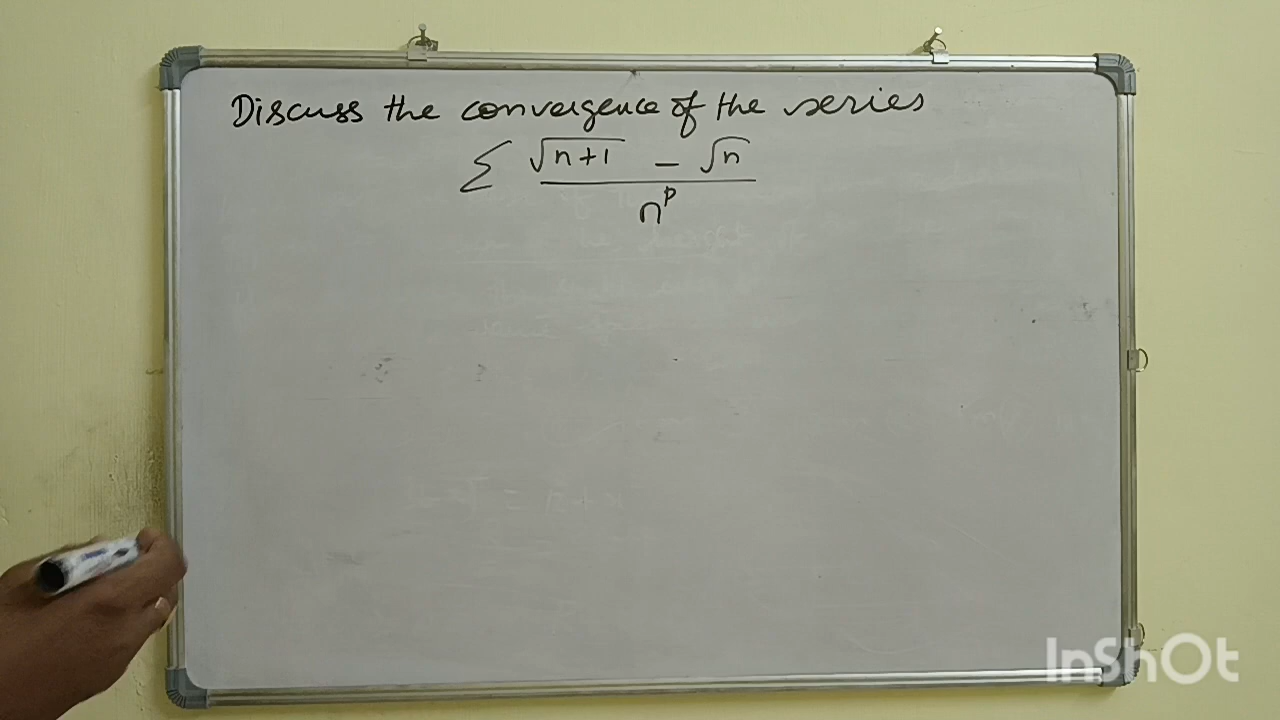 Discuss the convergence of the series
Σ √n+1 - √n
n^p
InShOt